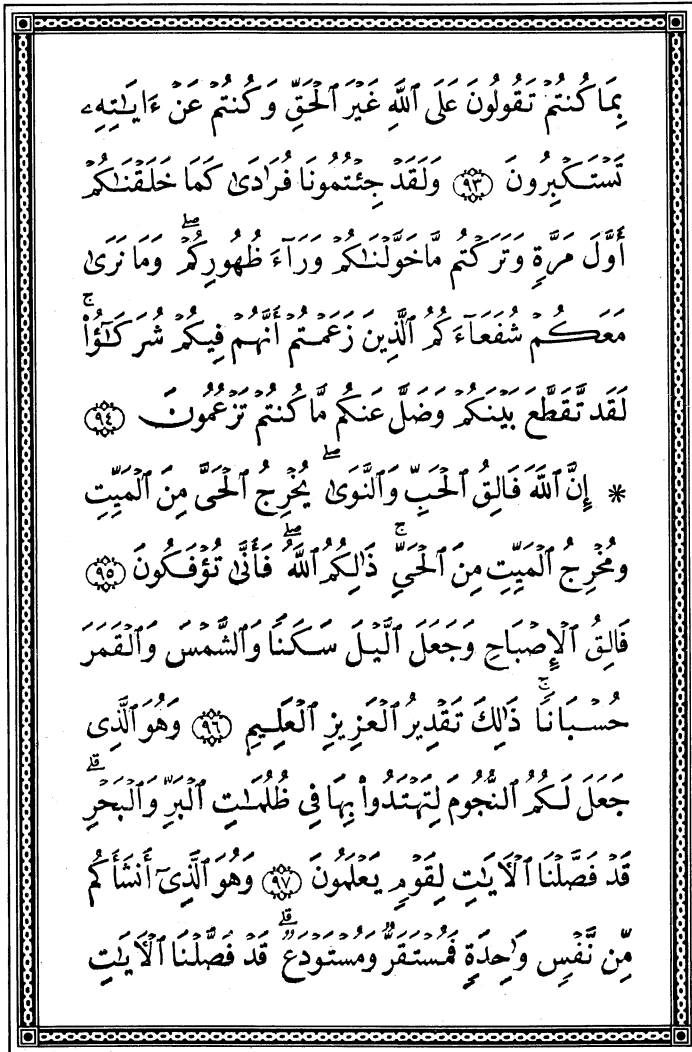 بِمَا كُنتُمْ تَقُولُونَ عَلَى ٱللَّهِ غَيْرَ ٱلْحَقِّ وَكُنتُمْ عَنْ ءَايَـٰتِهِۦ
تَسْتَكْبِرُونَ ﴿٩٣﴾ وَلَقَدْ جِئْتُمُونَا فُرَٰدَىٰ كَمَا خَلَقْنَـٰكُمْ
أَوَّلَ مَرَّةٍ وَتَرَكْتُم مَّا خَوَّلْنَـٰكُمْ وَرَآءَ ظُهُورِكُمْ ۖ وَمَا نَرَىٰ
مَعَكُمْ شُفَعَآءَكُمُ ٱلَّذِينَ زَعَمْتُمْ أَنَّهُمْ فِيكُمْ شُرَكَـٰٓؤُا۟ ۚ
لَقَد تَّقَطَّعَ بَيْنَكُمْ وَضَلَّ عَنكُم مَّا كُنتُمْ تَزْعُمُونَ ﴿٩٤﴾
* إِنَّ ٱللَّهَ فَالِقُ ٱلْحَبِّ وَٱلنَّوَىٰ ۖ يُخْرِجُ ٱلْحَىَّ مِنَ ٱلْمَيِّتِ
وَمُخْرِجُ ٱلْمَيِّتِ مِنَ ٱلْحَىِّ ۚ ذَٰلِكُمُ ٱللَّهُ ۖ فَأَنَّىٰ تُؤْفَكُونَ ﴿٩٥﴾
فَالِقُ ٱلْإِصْبَاحِ وَجَعَلَ ٱلَّيْلَ سَكَنًا وَٱلشَّمْسَ وَٱلْقَمَرَ
حُسْبَانًا ۚ ذَٰلِكَ تَقْدِيرُ ٱلْعَزِيزِ ٱلْعَلِيمِ ﴿٩٦﴾ وَهُوَ ٱلَّذِى
جَعَلَ لَكُمُ ٱلنُّجُومَ لِتَهْتَدُوا۟ بِهَا فِى ظُلُمَـٰتِ ٱلْبَرِّ وَٱلْبَحْرِ ۗ
قَدْ فَصَّلْنَا ٱلْـَٔايَـٰتِ لِقَوْمٍ يَعْلَمُونَ ﴿٩٧﴾ وَهُوَ ٱلَّذِىٓ أَنشَأَكُم
مِّن نَّفْسٍ وَٰحِدَةٍ فَمُسْتَقَرٌّ وَمُسْتَوْدَعٌ ۗ قَدْ فَصَّلْنَا ٱلْـَٔايَـٰتِ